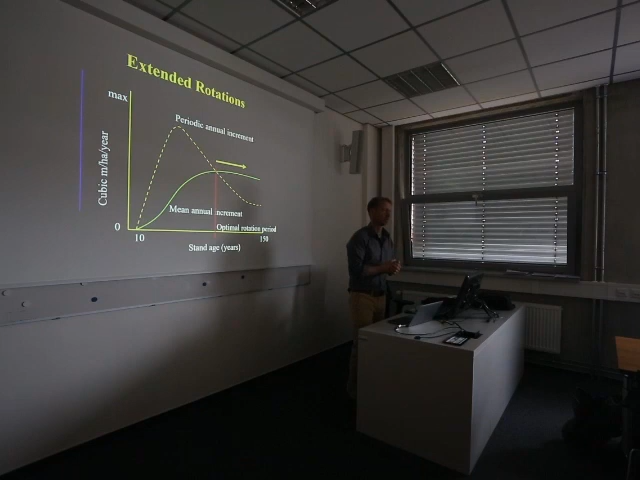 Extended Rotations
max
Periodic annual increment
Cubic m/ha/year
Mean annual increment
0
Optimal rotation period
10
150
Stand age (years)